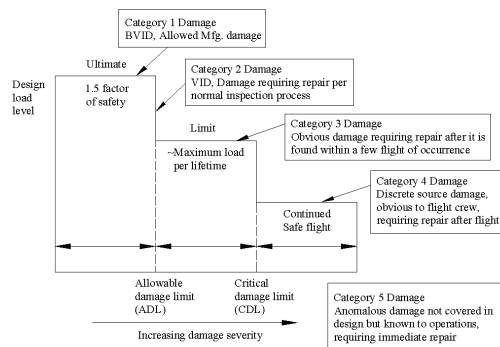 Category 1 Damage
BVID, Allowed Mfg. damage
Ultimate
Design
load
level
1.5 factor
of safety
Category 2 Damage
VID, Damage requiring repair per
normal inspection process
Limit
~Maximum load
per lifetime
Category 3 Damage
Obvious damage requiring repair after it is
found within a few flight of occurrence
Category 4 Damage
Discrete source damage,
obvious to flight crew,
requiring repair after flight
Continued
Safe flight
Allowable
damage limit
(ADL)
Critical
damage limit
(CDL)
Increasing damage severity
Category 5 Damage
Anomalous damage not covered in
design but known to operations,
requiring immediate repair